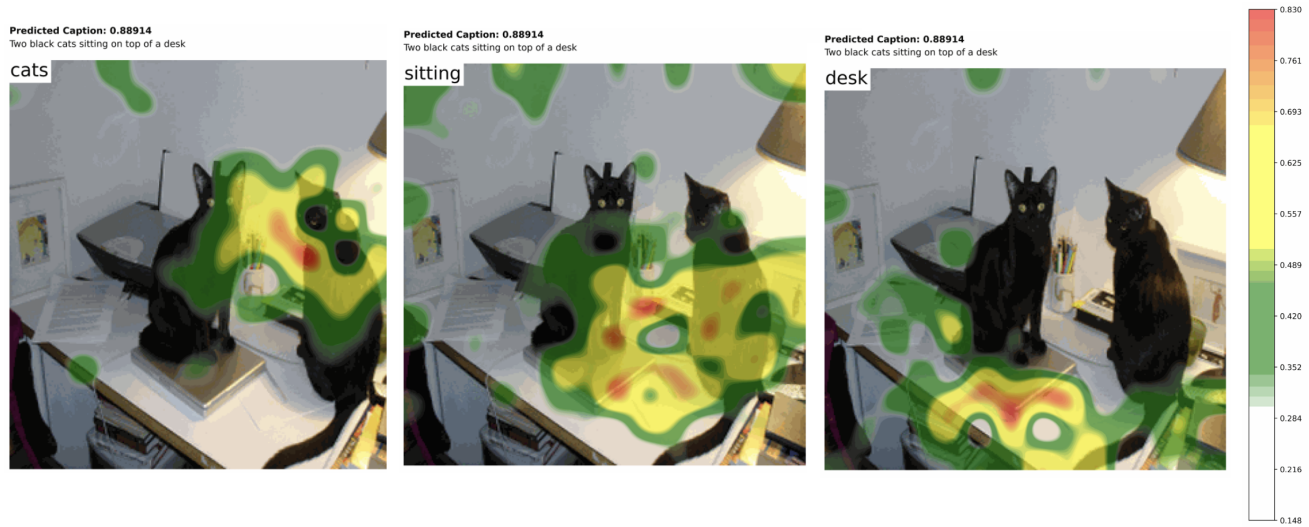 Predicted Caption: 0.88914
Two black cats sitting on top of a desk
cats
Predicted Caption: 0.88914
Two black cats sitting on top of a desk
sitting
Predicted Caption: 0.88914
Two black cats sitting on top of a desk
desk
0.830
0.761
0.693
0.625
0.557
0.489
0.420
0.352
0.284
0.216
0.148